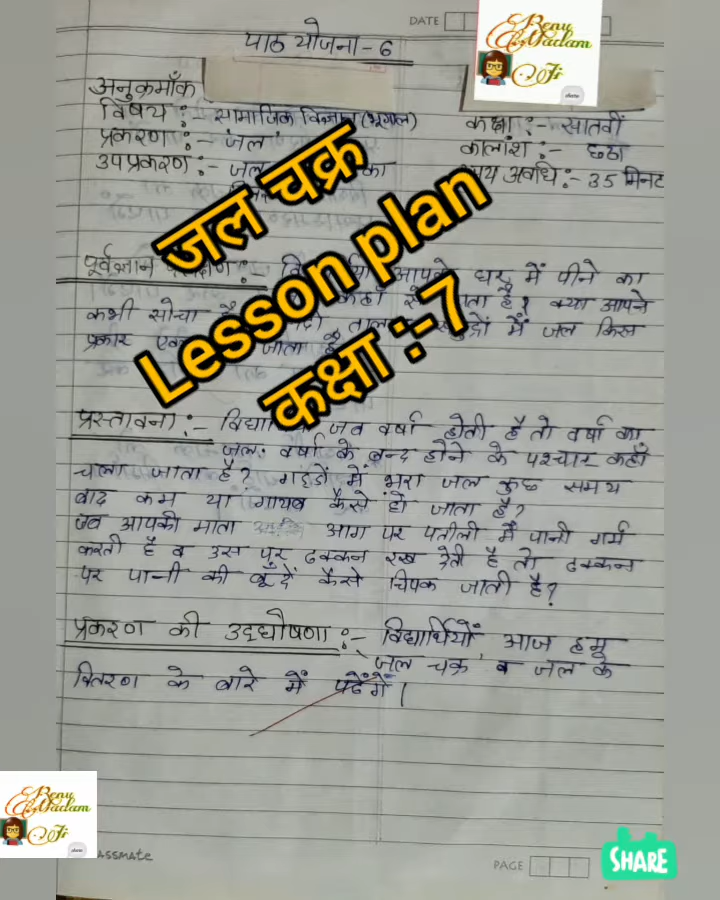 DATE
Renu
Madam
Ji
पाठ योजना - 6
अनुक्रमाँक
विषय :- सामाजिक विज्ञान (भूगोल)
कक्षा :- सातवीं
प्रकरण :- जल
कालांश :- छठा
उपप्रकरण :- जल का
अवधि :- 35 मिनट
जल चक्र
Lesson plan
कक्षा :-7
पूर्वज्ञान :- आपके घर में पीने का
कभी सोचा है? क्या आपने
प्रकार जाता में जल किस
प्रस्तावना :- जब वर्षा होती है तो वर्षा का
जल वर्षा के बन्द होने के पश्चात् कहाँ
चला जाता है? गड्डों में भरा जल कुछ समय
बाद कम या गायब कैसे हो जाता है?
जब आपकी माता आग पर पतीली में पानी गर्म
करती है व उस पर ढक्कन रख देती है तो ढक्कन
पर पानी की बूँदें कैसे चिपक जाती है?
प्रकरण की उद्घोषणा :- विद्यार्थियों आज हम
जल चक्र व जल के
वितरण के बारे में पढेंगें।
Renu
Madam
Ji
ASSMATE
PAGE
SHARE